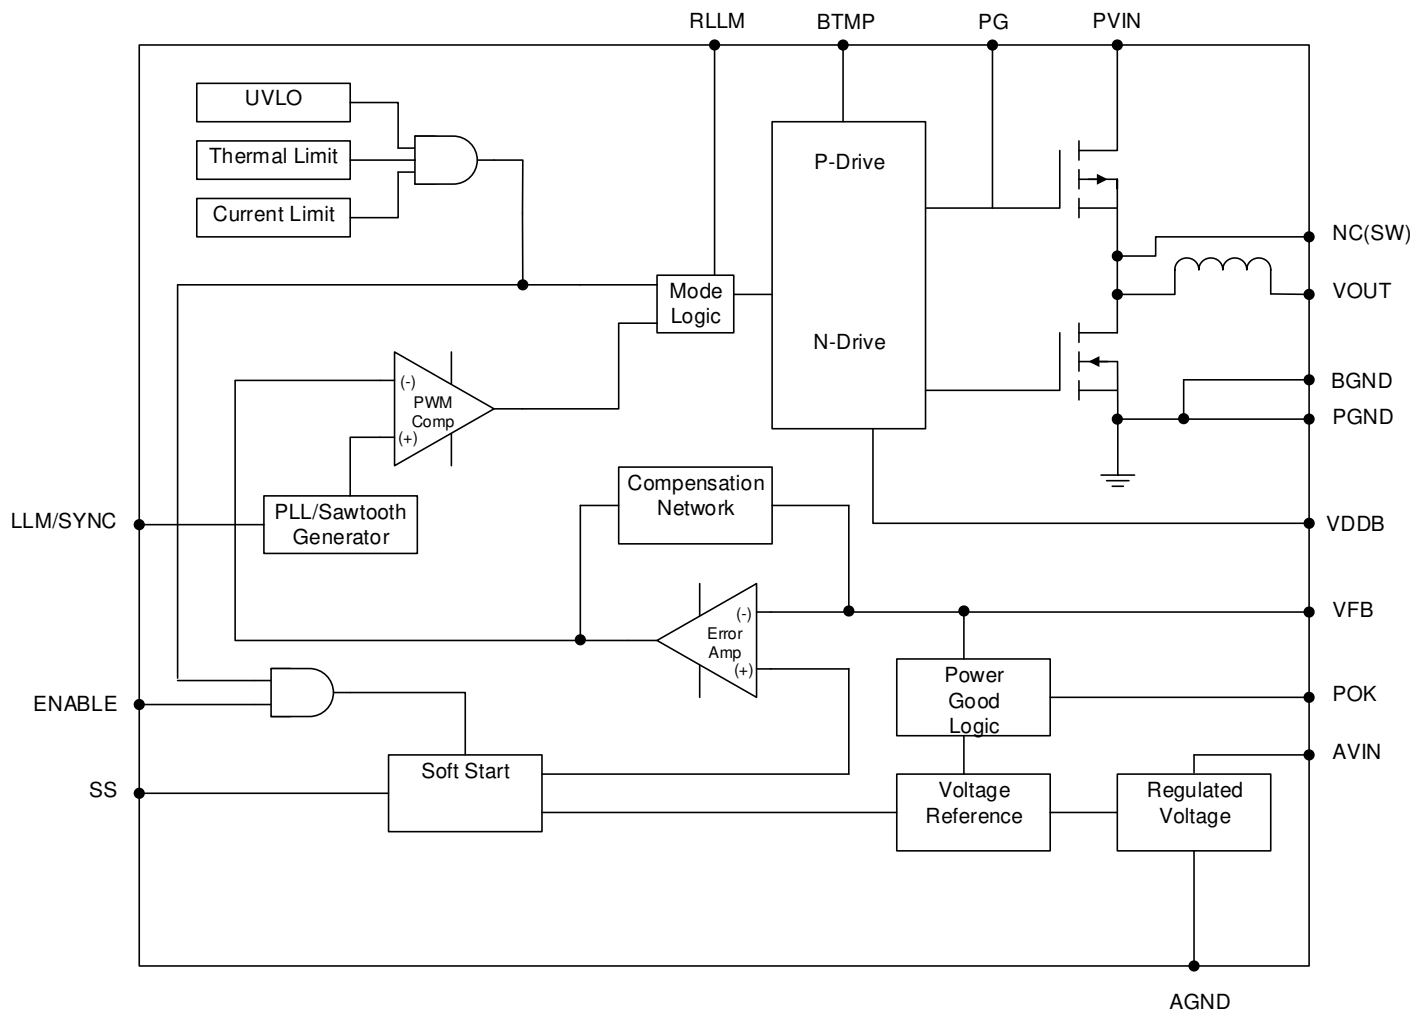 RLLM
BTMP
PG
PVIN
UVLO
Thermal Limit
Current Limit
P-Drive
N-Drive
Mode
Logic
NC(SW)
VOUT
BGND
PGND
(-)
PWM
Comp
(+)
LLM/SYNC
PLL/Sawtooth
Generator
Compensation
Network
VDDB
VFB
(-)
Error
Amp
(+)
Power
Good
Logic
POK
ENABLE
AVIN
SS
Soft Start
Voltage
Reference
Regulated
Voltage
AGND